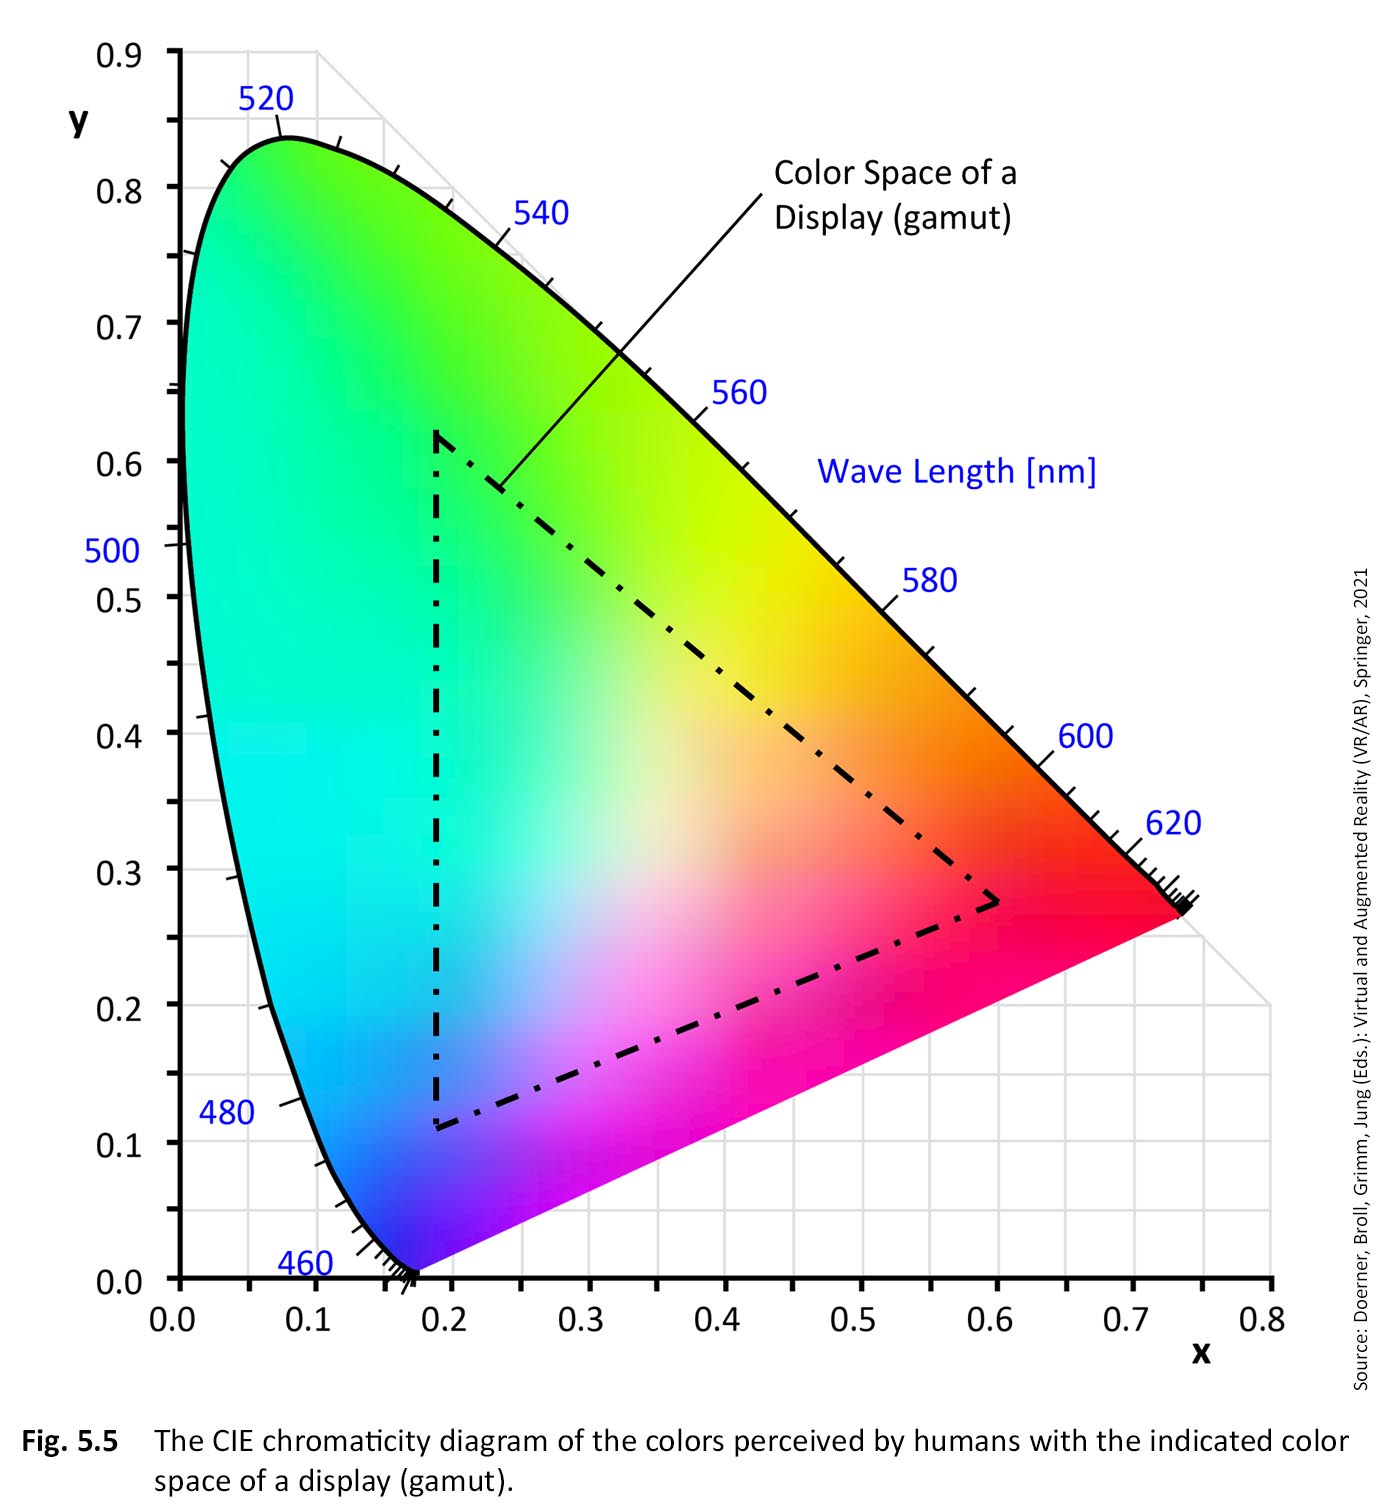 0.9
y
520
0.8
540
Color Space of a
Display (gamut)
0.7
560
0.6
Wave Length [nm]
500
0.5
580
0.4
600
0.3
620
0.2
480
0.1
460
0.0
0.0 0.1 0.2 0.3 0.4 0.5 0.6 0.7 0.8
x
Source: Doerner, Broll, Grimm, Jung (Eds.): Virtual and Augmented Reality (VR/AR), Springer, 2021
Fig. 5.5 The CIE chromaticity diagram of the colors perceived by humans with the indicated color
space of a display (gamut).